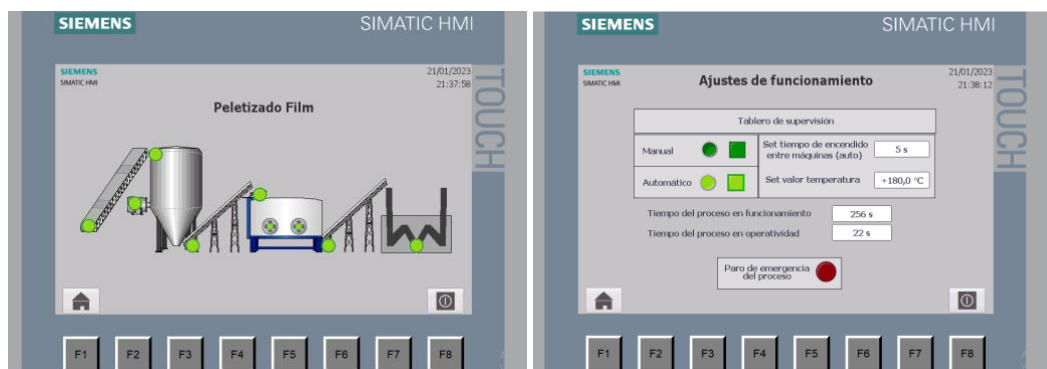 SIEMENS
SIMATIC HMI
SIEMENS
SIMATIC HMI
21/01/2023
21:37:58
Peletizado Film
TOUCH
F1 F2 F3 F4 F5 F6 F7 F8
SIEMENS
SIMATIC HMI
SIEMENS
SIMATIC HMI
Ajustes de funcionamiento
21/01/2023
21:38:12
TOUCH
Tablero de supervisión
Manual
Set tiempo de encendido
entre máquinas (auto)
5 s
Automático
Set valor temperatura
+180,0 °C
Tiempo del proceso en funcionamiento
256 s
Tiempo del proceso en operatividad
22 s
Paro de emergencia
del proceso
F1 F2 F3 F4 F5 F6 F7 F8